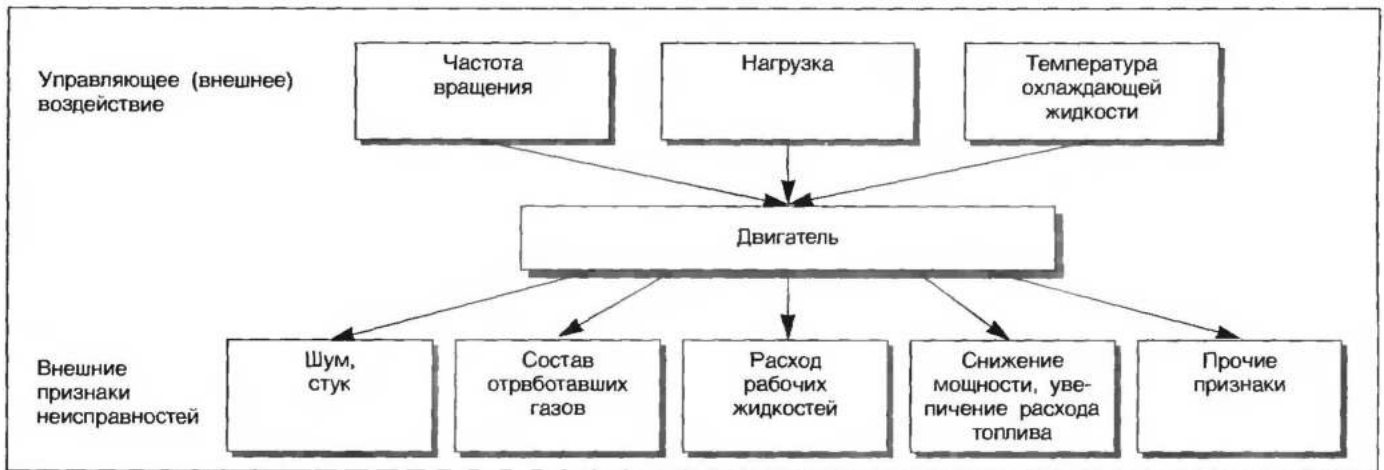 Управляющее (внешнее)
воздействие
Частота
вращения
Нагрузка
Температура
охлаждающей
жидкости
Двигатель
Внешние
признаки
неисправностей
Шум,
стук
Состав
отрвботавших
газов
Расход
рабочих
жидкостей
Снижение
мощности, уве-
пичение расхода
топлива
Прочие
признаки